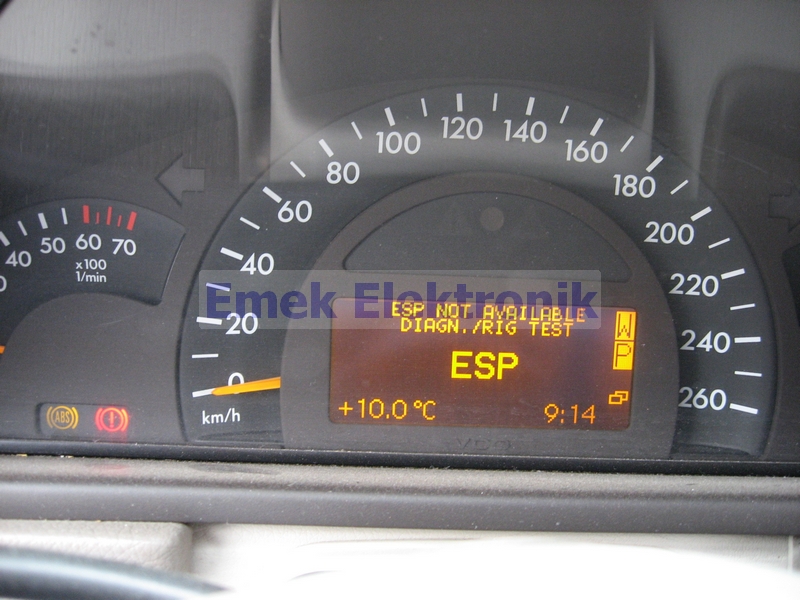 120
100
140
80
160
60
180
40
200
20
220
0
240
260
km/h
40
50
60
70
x100
1/min
ABS
Emek Elektronik
ESP NOT AVAILABLE
DIAGN./RIG TEST
W
P
ESP
+10.0°C
9:14